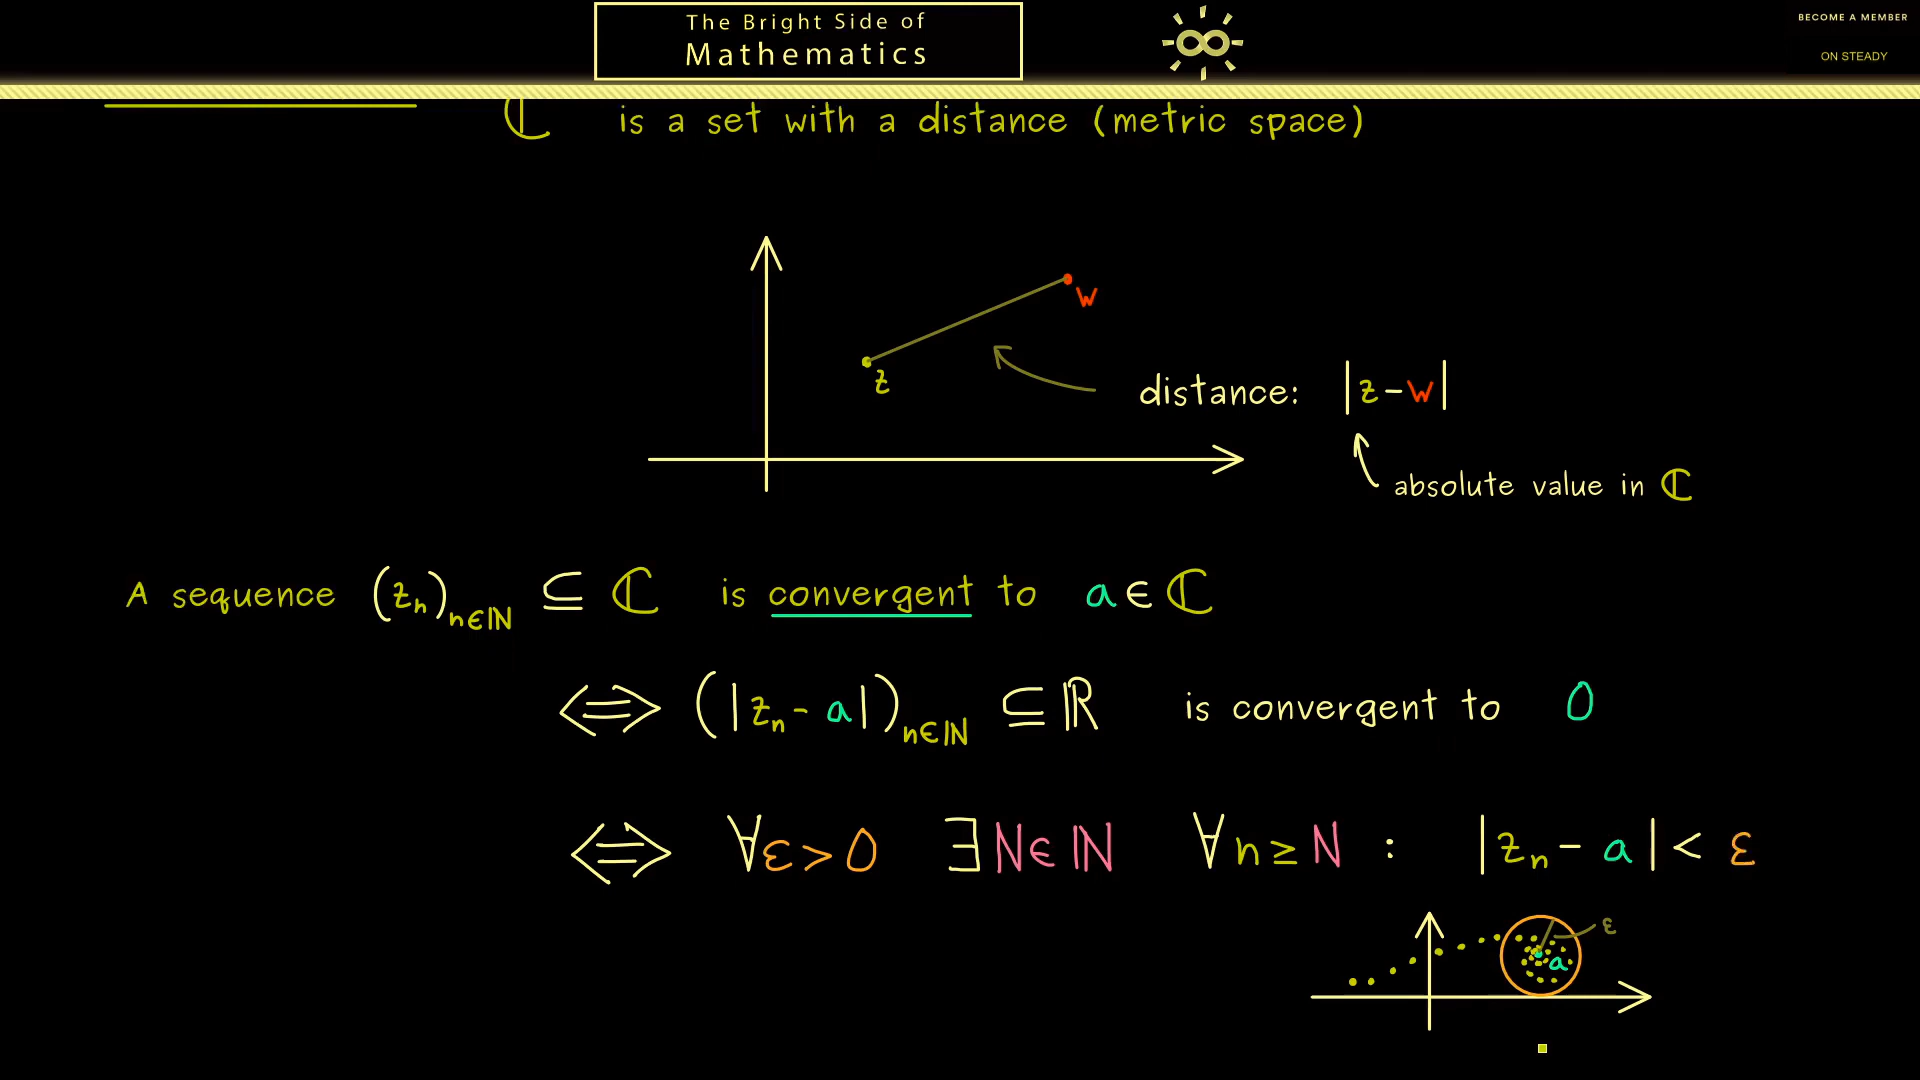 The Bright Side of
Mathematics
BECOME A MEMBER
ON STEADY
ℂ is a set with a distance (metric space)
w
z
distance: |z-w|
absolute value in ℂ
A sequence (zₙ)ₙ∈ℕ ⊆ ℂ is convergent to a∈ℂ
⟺ (|zₙ- a|)ₙ∈ℕ ⊆ ℝ is convergent to 0
⟺ ∀ε>0 ∃N∈ℕ ∀n≥N : |zₙ- a| < ε
ε
a